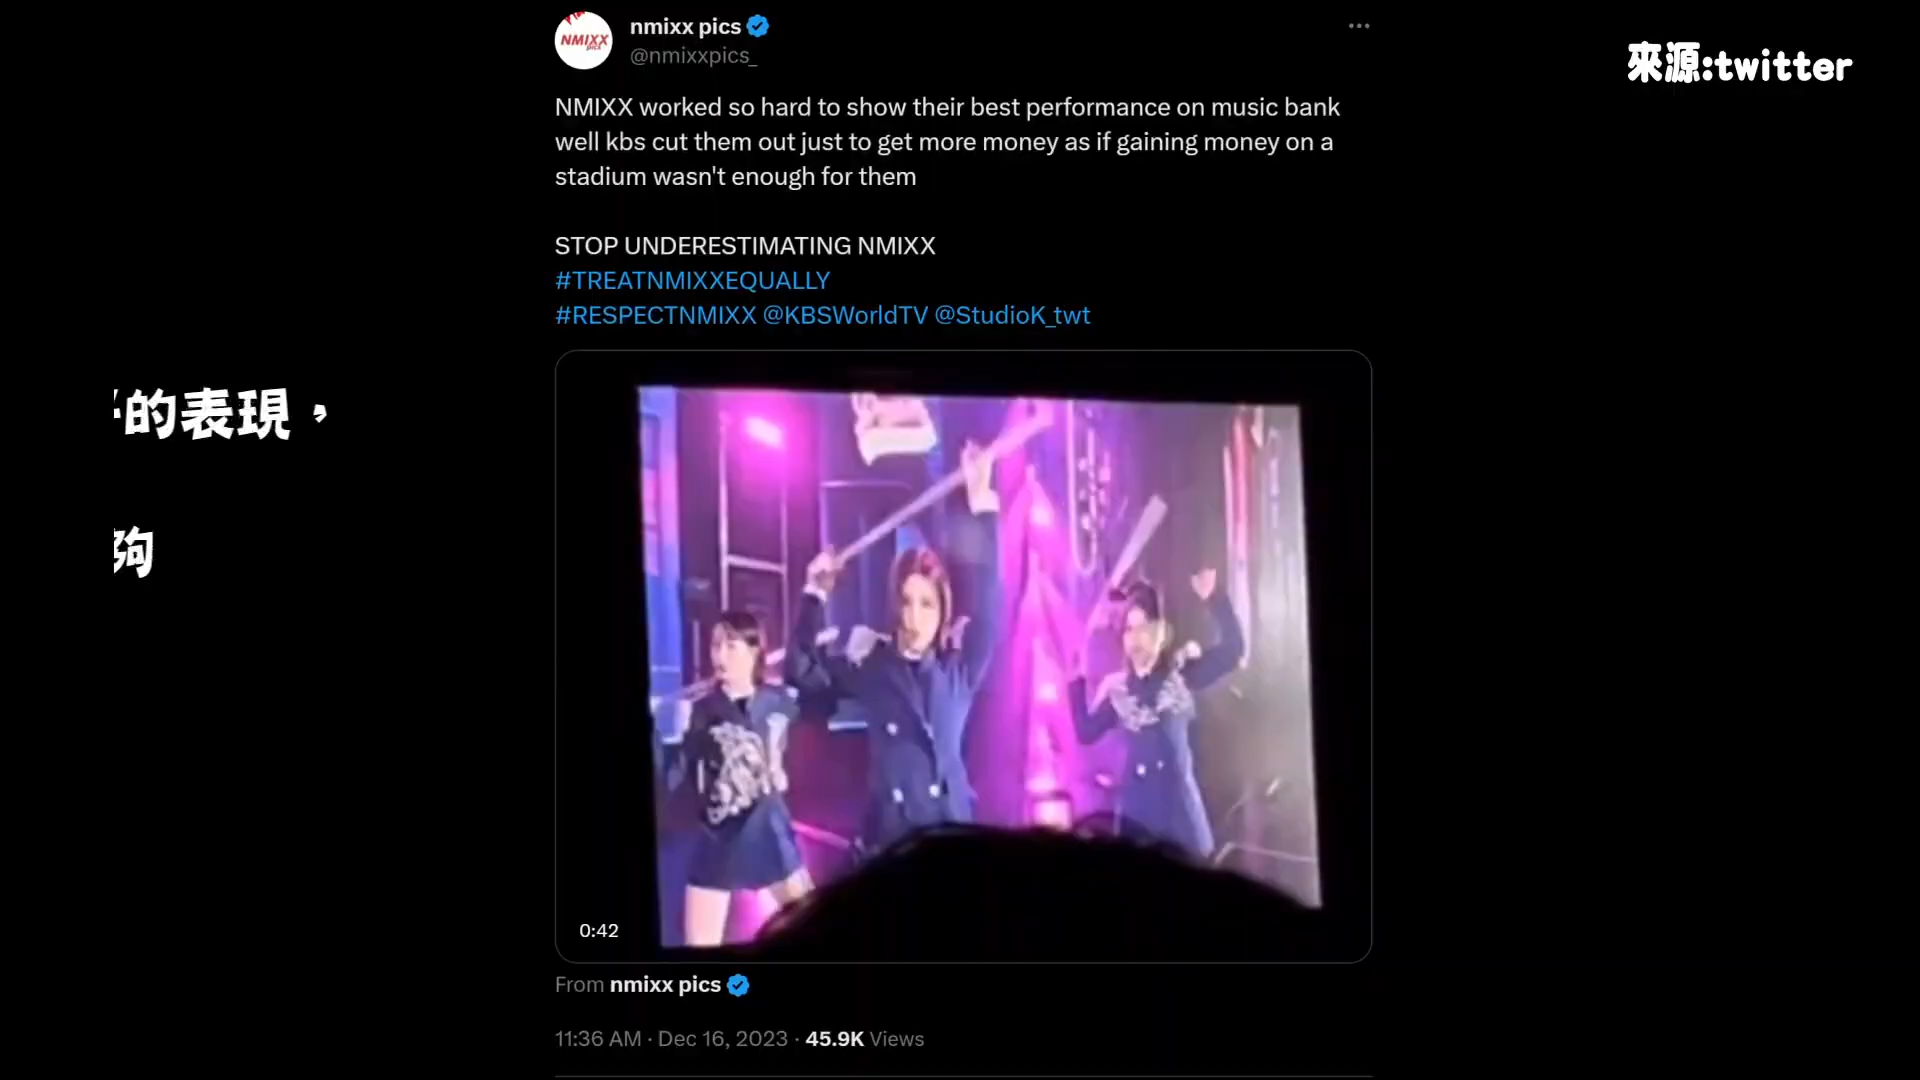 nmixx pics
@nmixxpics_
來源:twitter
NMIXX worked so hard to show their best performance on music bank
well kbs cut them out just to get more money as if gaining money on a
stadium wasn't enough for them
STOP UNDERESTIMATING NMIXX
#TREATNMIXXEQUALLY
#RESPECTNMIXX @KBSWorldTV @StudioK_twt
的表現，
夠
0:42
From nmixx pics
11:36 AM · Dec 16, 2023 · 45.9K Views
NMIXX
pics